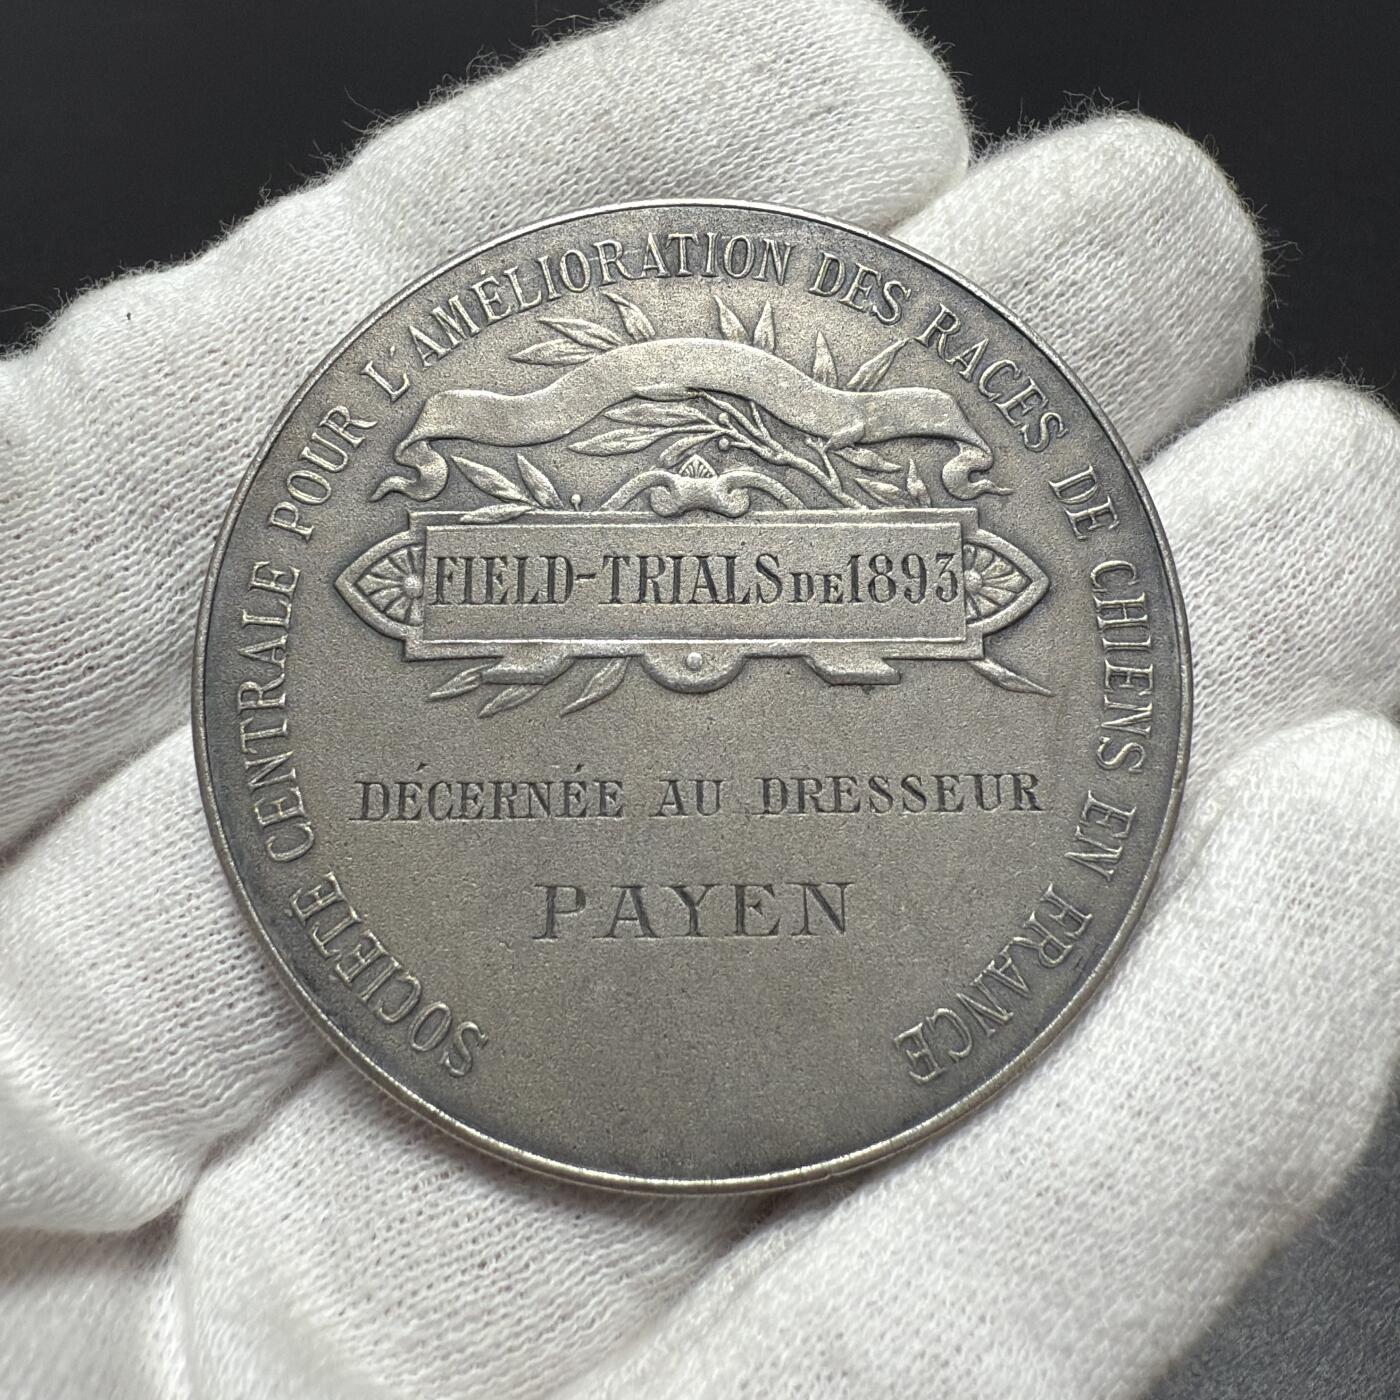 SOCIÉTÉ CENTRALE POUR L'AMÉLIORATION DES RACES DE CHIENS EN FRANCE
FIELD-TRIALS DE 1893
DÉCERNÉE AU DRESSEUR
PAYEN